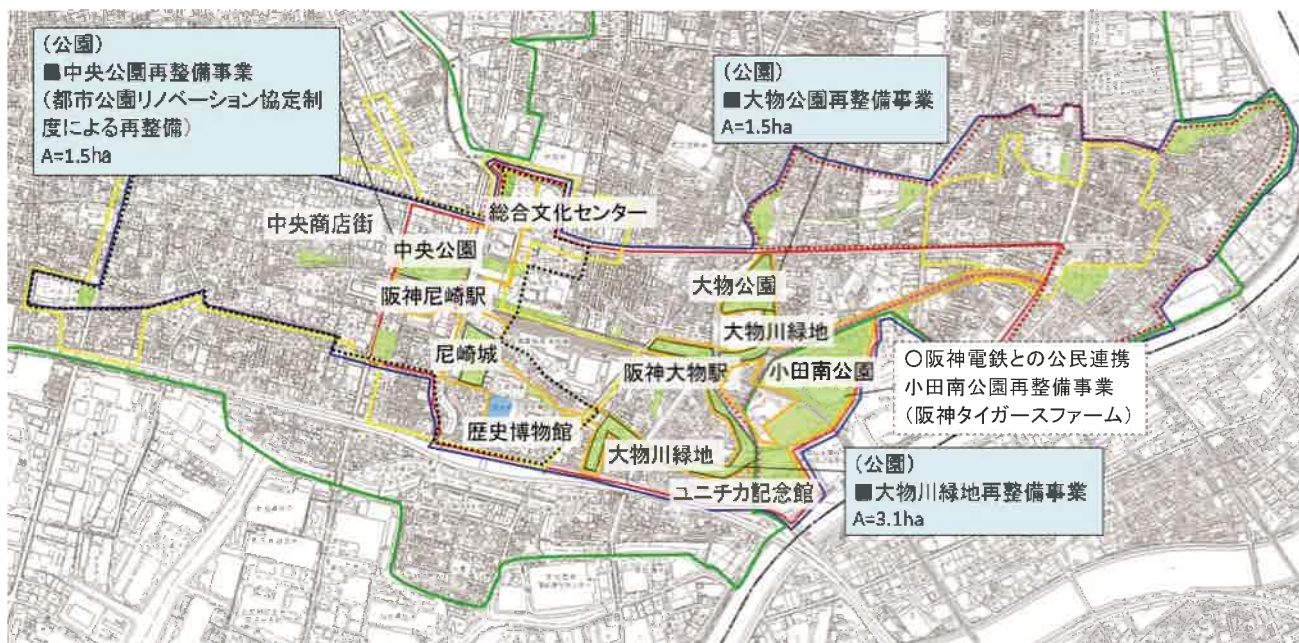 (公園)
■中央公園再整備事業
(都市公園リノベーション協定制
度による再整備)
A=1.5ha
(公園)
■大物公園再整備事業
A=1.5ha
総合文化センター
中央商店街
中央公園
阪神尼崎駅
大物公園
大物川緑地
尼崎城
阪神大物駅
小田南公園
〇阪神電鉄との公民連携
小田南公園再整備事業
(阪神タイガースファーム)
歴史博物館
大物川緑地
ユニチカ記念館
(公園)
■大物川緑地再整備事業
A=3.1ha